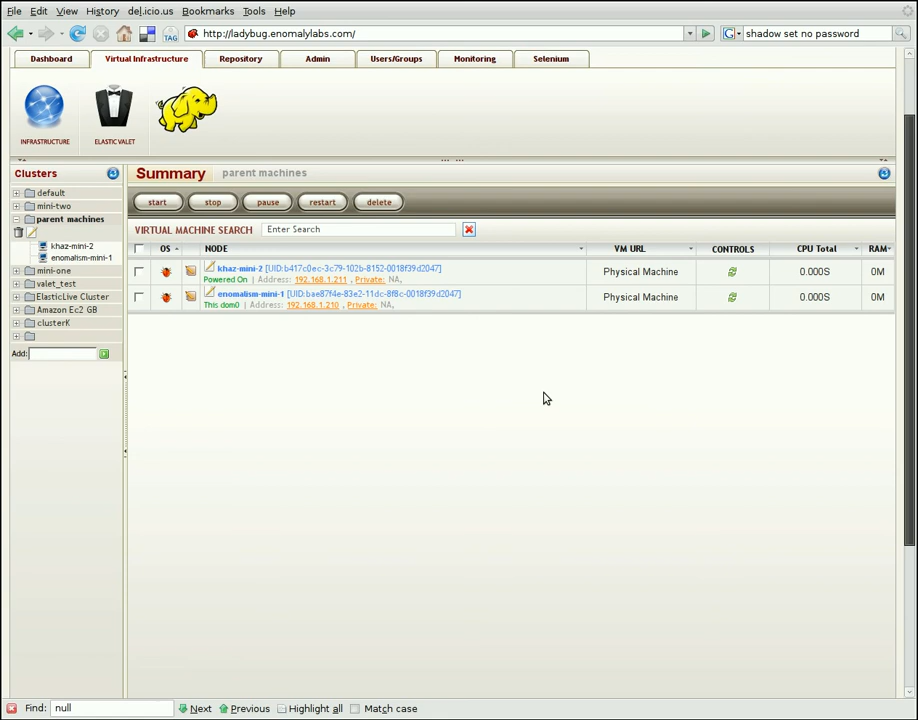 File Edit View History del.icio.us Bookmarks Tools Help
TAG http://ladybug.enomalylabs.com/ G shadow set no password
Dashboard Virtual Infrastructure Repository Admin Users/Groups Monitoring Selenium
INFRASTRUCTURE ELASTIC VALET
Clusters Summary parent machines
default
mini-two
parent machines
khaz-mini-2
enomalism-mini-1
mini-one
valet_test
ElasticLive Cluster
Amazon Ec2 GB
clusterK
Add:
start stop pause restart delete
VIRTUAL MACHINE SEARCH Enter Search
OS NODE VM URL CONTROLS CPU Total RAM
khaz-mini-2 [UID:b417c0ec-3c79-102b-8152-0018f39d2047] Physical Machine 0.000S 0M
Powered On | Address: 192.168.1.211 , Private: NA,
enomalism-mini-1 [UID:bae87f4e-83e2-11dc-8f8c-0018f39d2047] Physical Machine 0.000S 0M
This dom0 | Address: 192.168.1.210 , Private: NA,
Find: null Next Previous Highlight all Match case